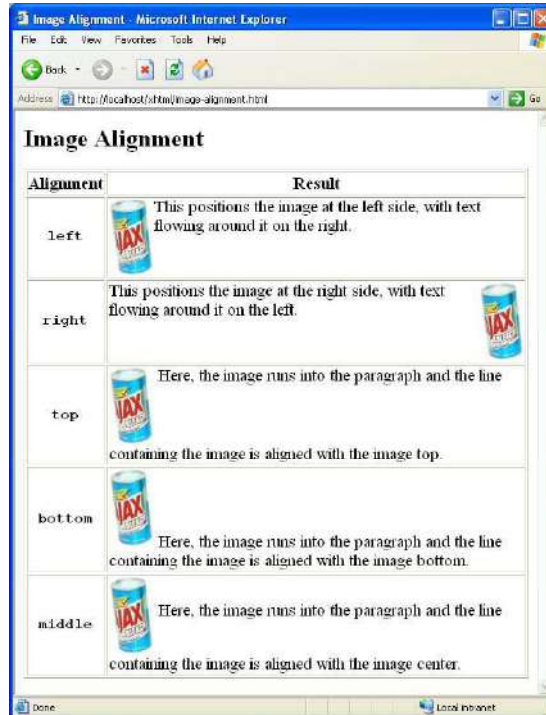 Image Alignment - Microsoft Internet Explorer
File Edit View Favorites Tools Help
Back
Address http://localhost/xhtml/image-alignment.html Go
Image Alignment
Alignment Result
left
This positions the image at the left side, with text
flowing around it on the right.
right
This positions the image at the right side, with text
flowing around it on the left.
top
Here, the image runs into the paragraph and the line
containing the image is aligned with the image top.
bottom
Here, the image runs into the paragraph and the line
containing the image is aligned with the image bottom.
middle
Here, the image runs into the paragraph and the line
containing the image is aligned with the image center.
Done Local intranet